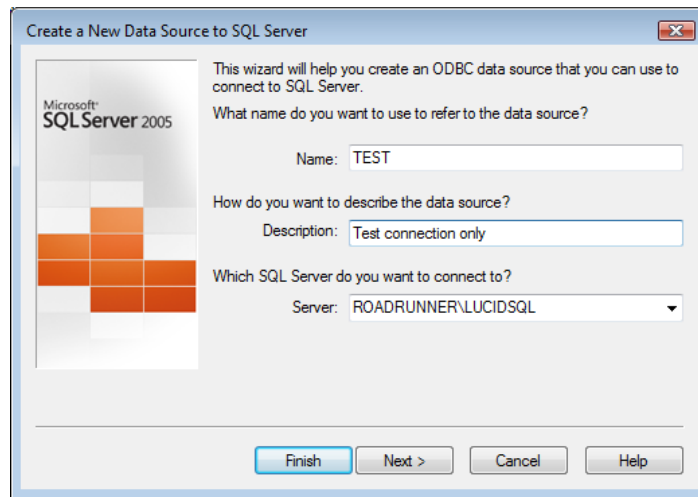 Create a New Data Source to SQL Server
Microsoft®
SQL Server 2005
This wizard will help you create an ODBC data source that you can use to
connect to SQL Server.
What name do you want to use to refer to the data source?
Name: TEST
How do you want to describe the data source?
Description: Test connection only
Which SQL Server do you want to connect to?
Server: ROADRUNNER\LUCIDSQL
Finish Next > Cancel Help